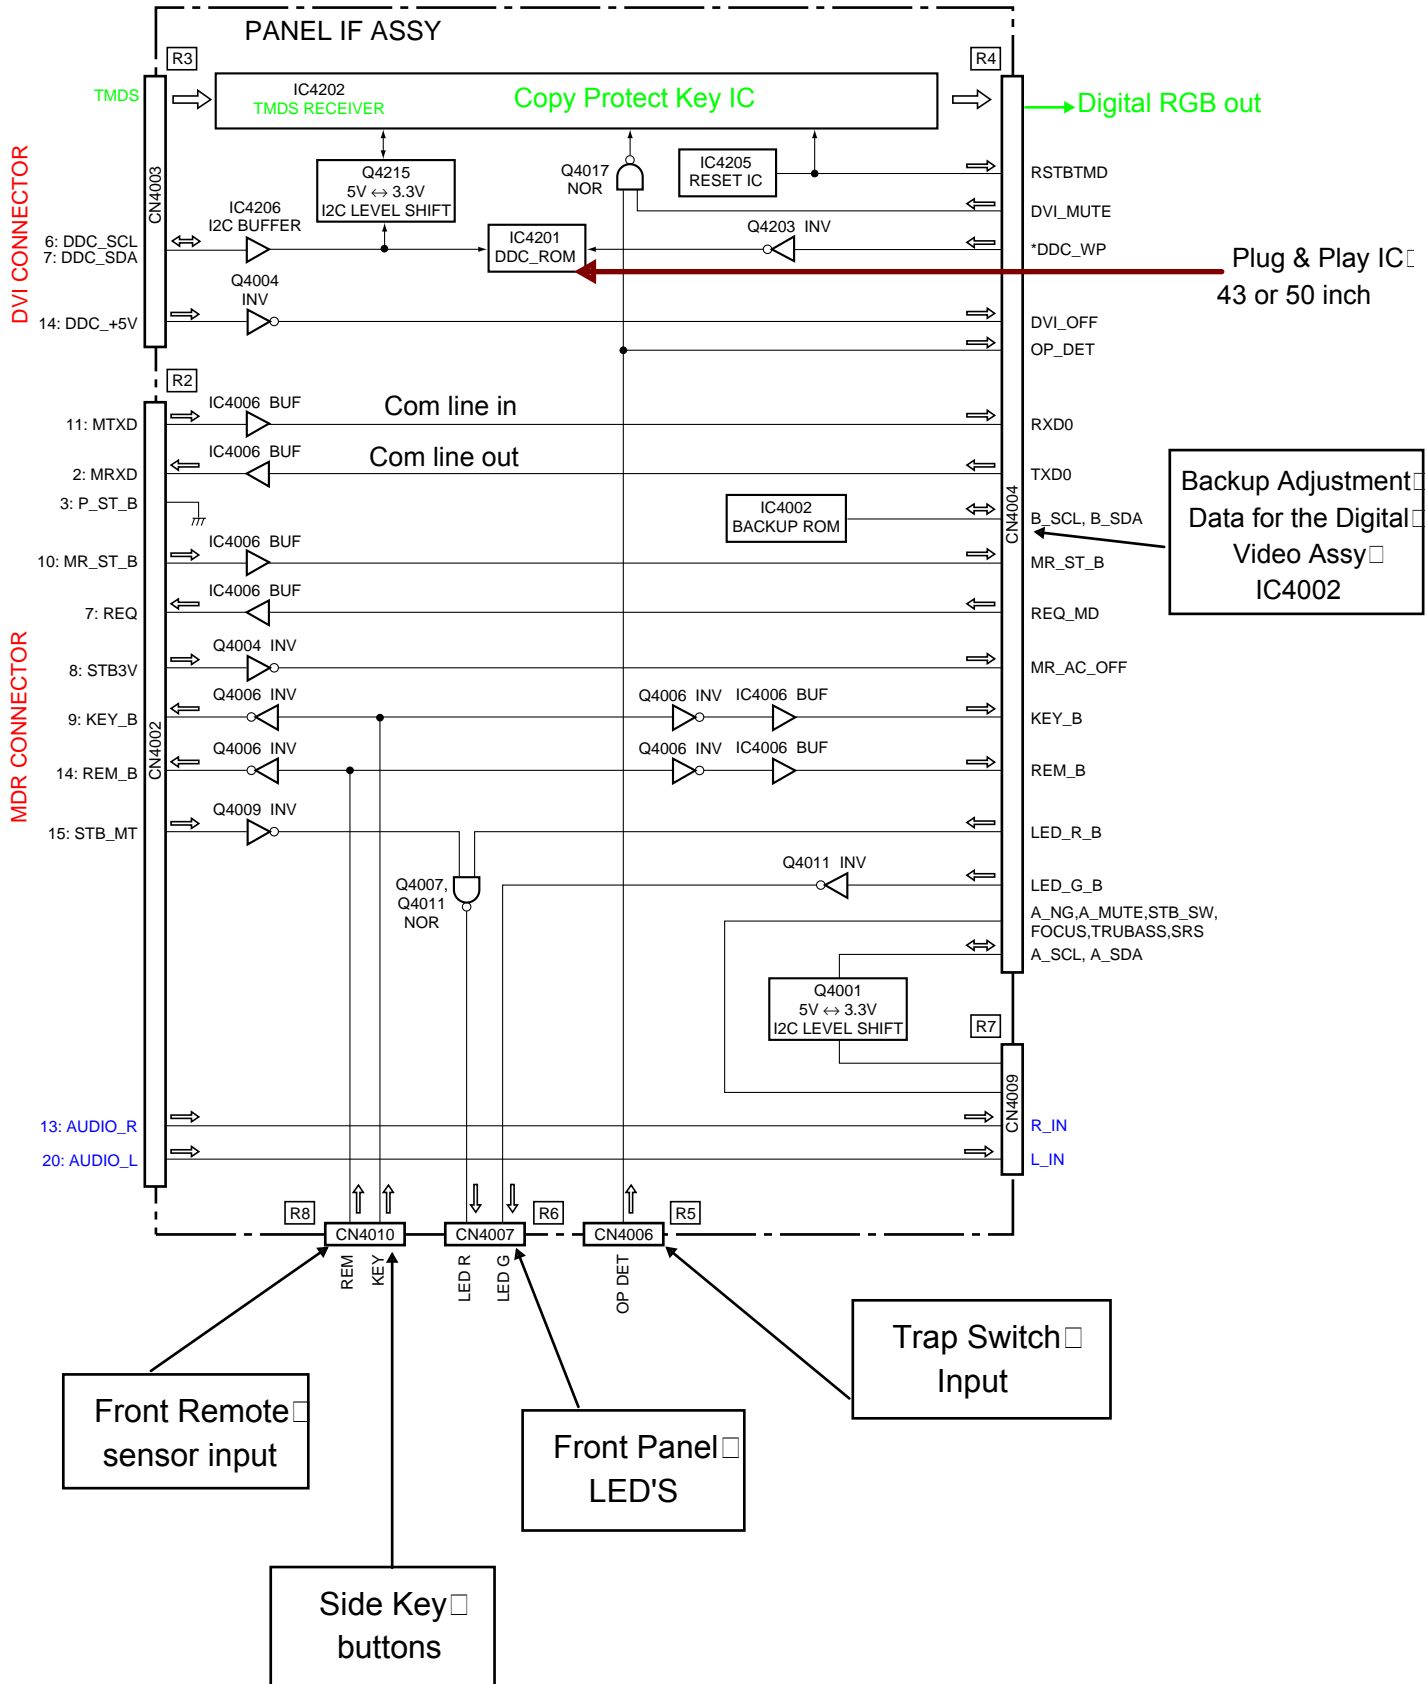 PANEL IF ASSY
R3
R4
TMDS
IC4202
TMDS RECEIVER
Copy Protect Key IC
Digital RGB out
DVI CONNECTOR
CN4003
Q4215
5V ↔ 3.3V
I2C LEVEL SHIFT
Q4017
NOR
IC4205
RESET IC
RSTBTMD
DVI_MUTE
IC4206
I2C BUFFER
6: DDC_SCL
7: DDC_SDA
IC4201
DDC_ROM
Q4203 INV
*DDC_WP
Plug & Play IC
43 or 50 inch
Q4004
INV
14: DDC_+5V
DVI_OFF
OP_DET
R2
IC4006 BUF
Com line in
11: MTXD
RXD0
IC4006 BUF
Com line out
2: MRXD
TXD0
3: P_ST_B
IC4002
BACKUP ROM
CN4004
B_SCL, B_SDA
Backup Adjustment
Data for the Digital
Video Assy
IC4002
IC4006 BUF
10: MR_ST_B
MR_ST_B
IC4006 BUF
7: REQ
REQ_MD
MDR CONNECTOR
CN4002
Q4004 INV
8: STB3V
MR_AC_OFF
Q4006 INV
Q4006 INV
IC4006 BUF
9: KEY_B
KEY_B
Q4006 INV
Q4006 INV
IC4006 BUF
14: REM_B
REM_B
Q4009 INV
15: STB_MT
LED_R_B
Q4007,
Q4011
NOR
Q4011 INV
LED_G_B
A_NG,A_MUTE,STB_SW,
FOCUS,TRUBASS,SRS
A_SCL, A_SDA
Q4001
5V ↔ 3.3V
I2C LEVEL SHIFT
R7
CN4009
13: AUDIO_R
R_IN
20: AUDIO_L
L_IN
R8
CN4010
CN4007
R6
CN4006
R5
REM
KEY
LED R
LED G
OP DET
Trap Switch
Input
Front Remote
sensor input
Front Panel
LED'S
Side Key
buttons